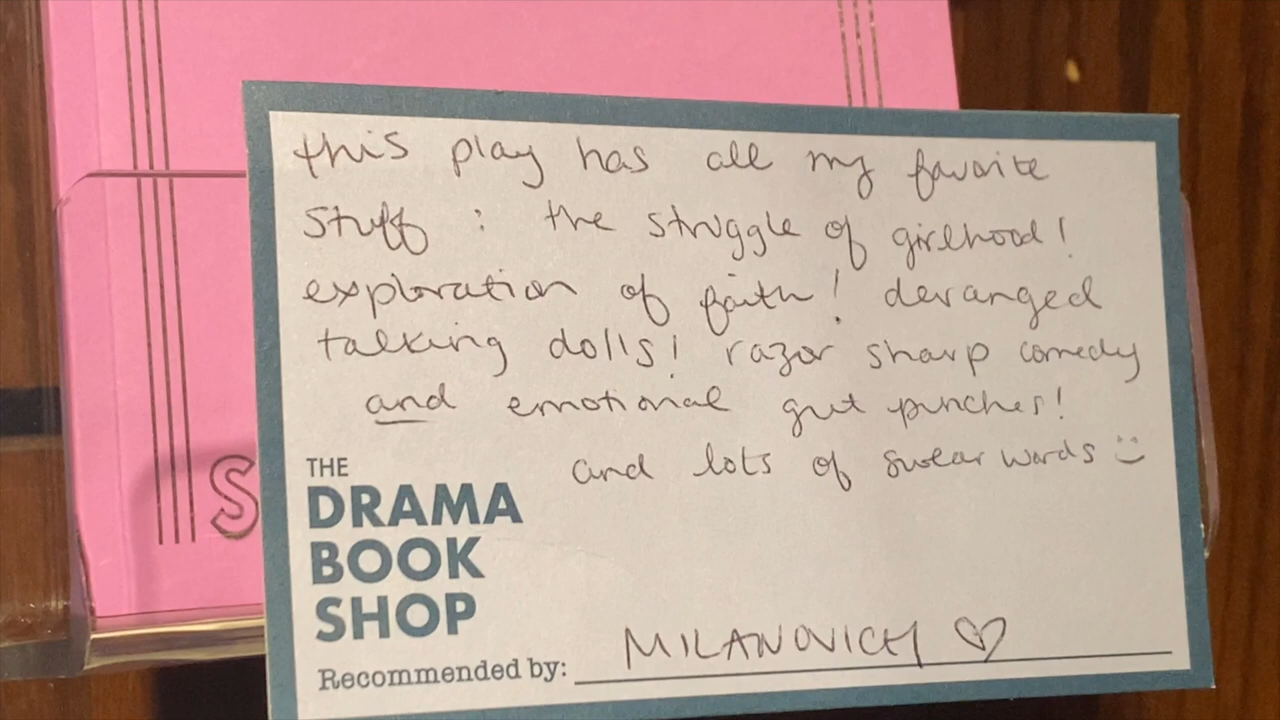 this play has all my favorite
stuff : the struggle of girlhood!
exploration of faith! deranged
talking dolls! razor sharp comedy
and emotional gut punches!
and lots of swear words :)
THE
DRAMA
BOOK
SHOP
Recommended by: MILANOVICH ♡
S